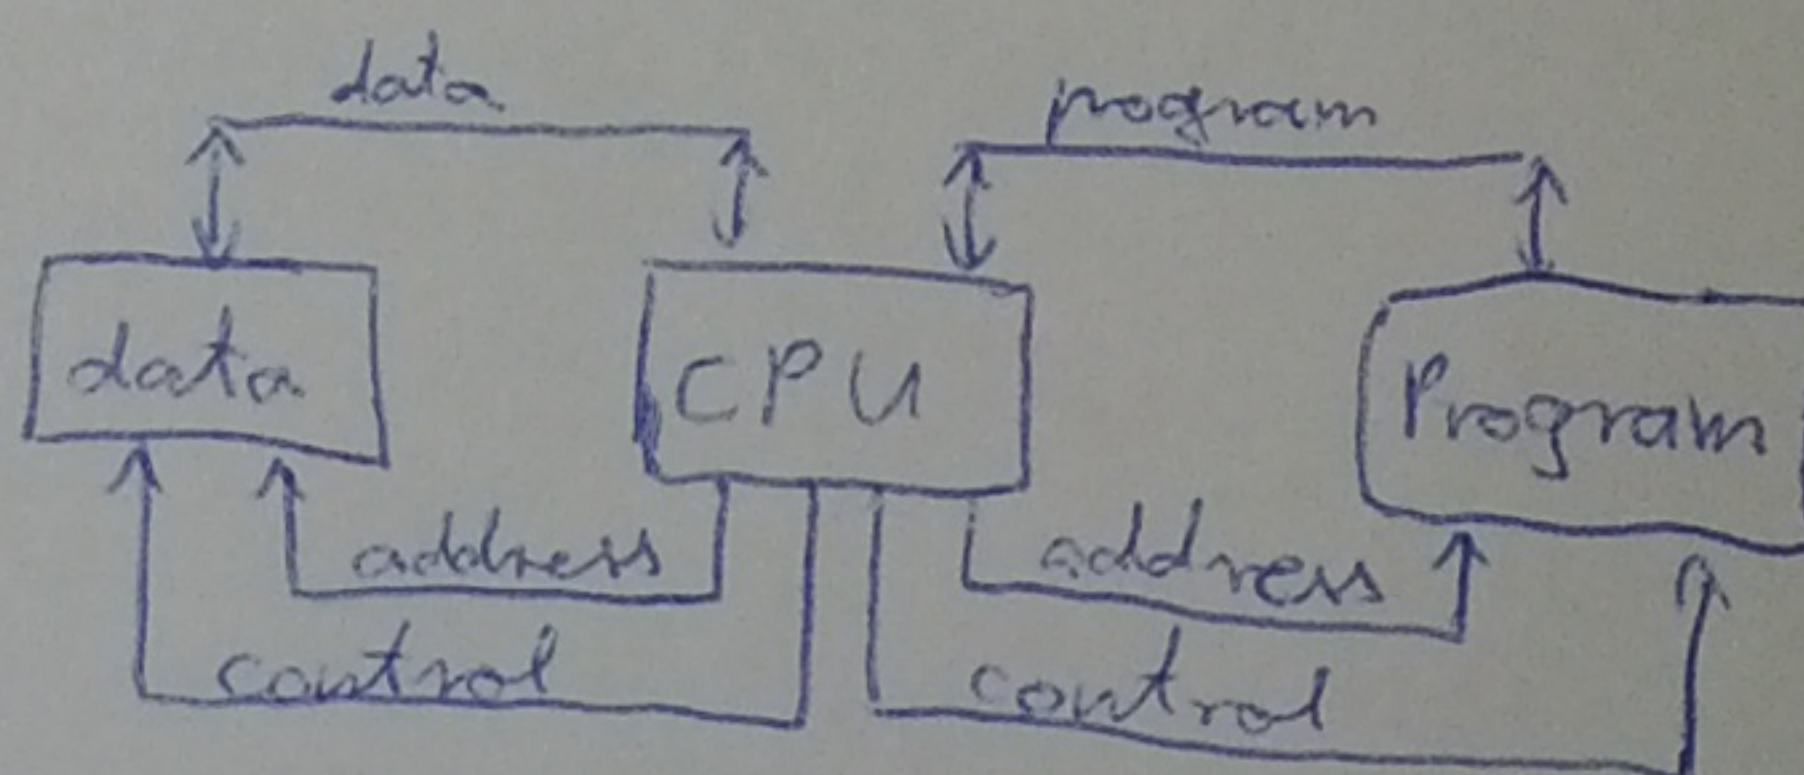 data
program
data
CPU
Program
address
address
control
control